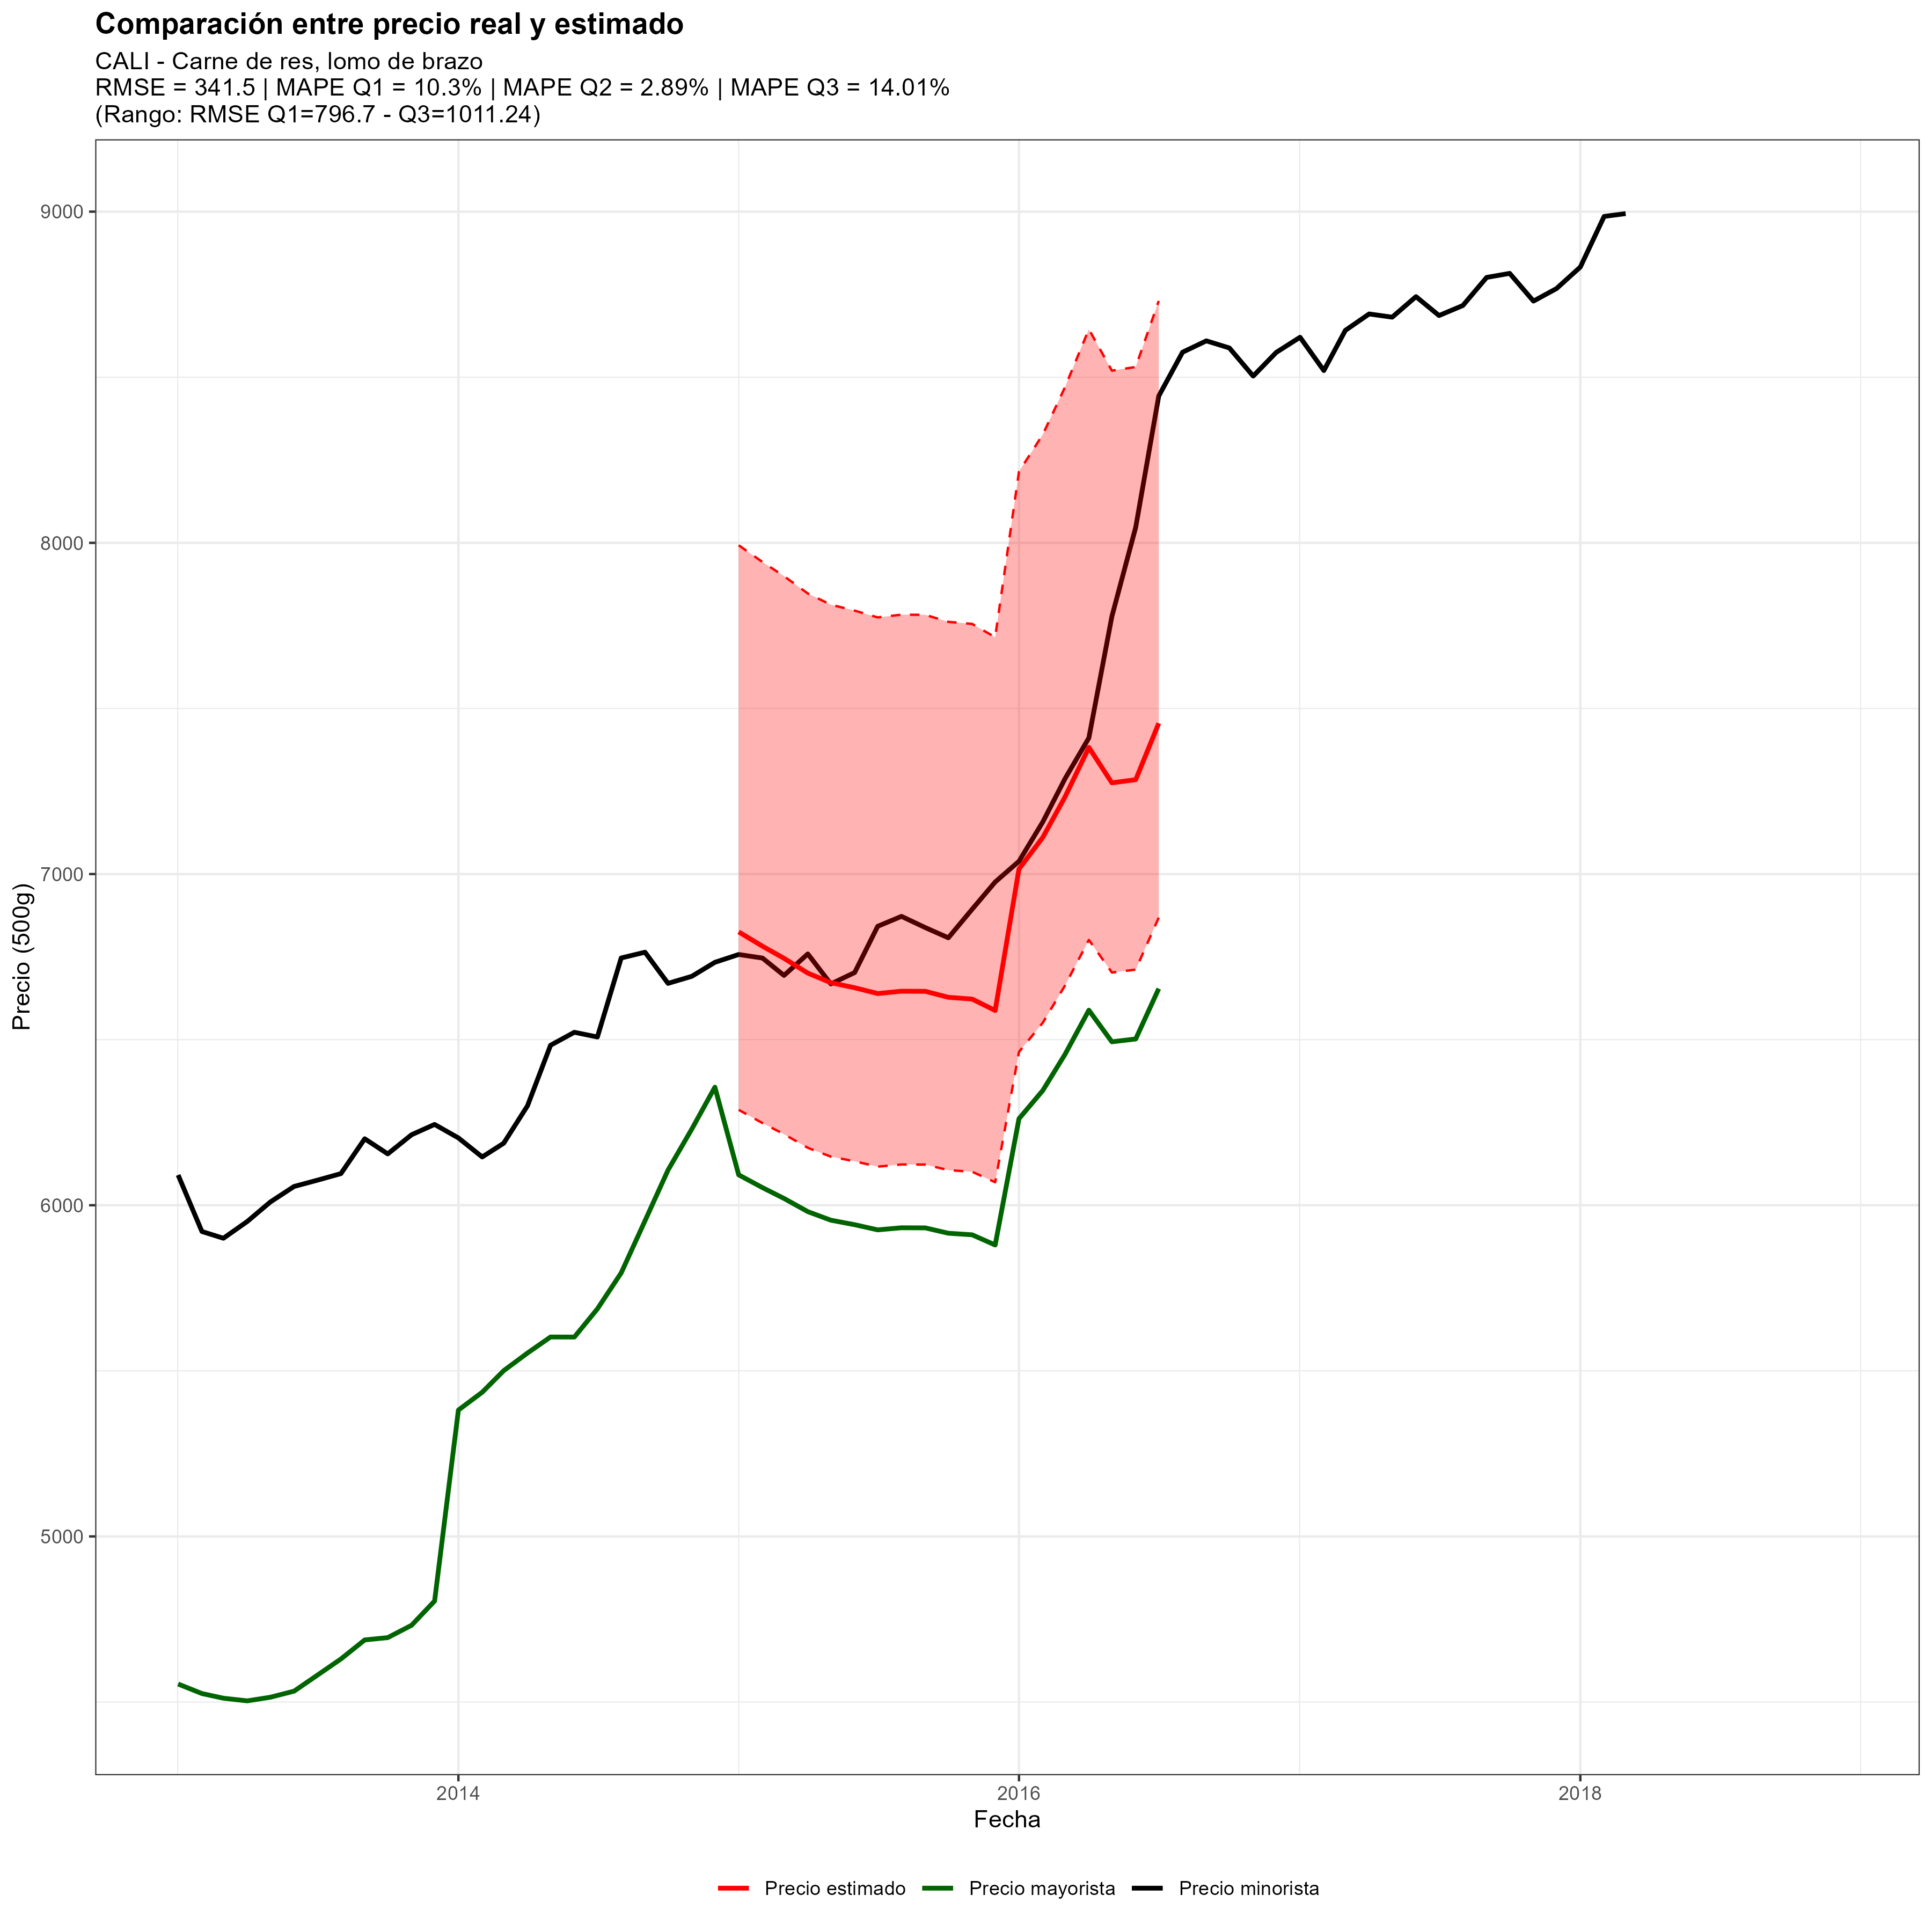 Comparación entre precio real y estimado
CALI - Carne de res, lomo de brazo
RMSE = 341.5 | MAPE Q1 = 10.3% | MAPE Q2 = 2.89% | MAPE Q3 = 14.01%
(Rango: RMSE Q1=796.7 - Q3=1011.24)
Precio (500g)
9000
8000
7000
6000
5000
2014
2016
2018
Fecha
Precio estimado
Precio mayorista
Precio minorista